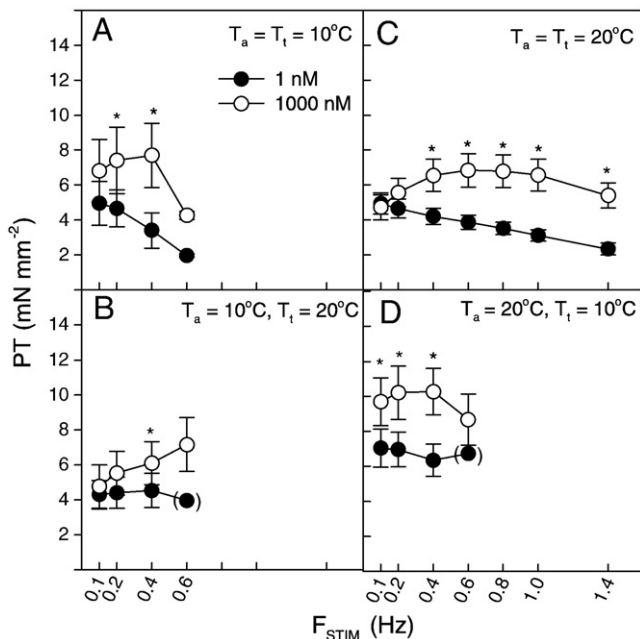 A
Tₐ = Tₜ = 10°C
1 nM
1000 nM
16
14
12
10
8
6
4
2
* *
C
Tₐ = Tₜ = 20°C
* * * * *
*
PT (mN mm⁻²)
B
Tₐ = 10°C, Tₜ = 20°C
14
12
10
8
6
4
2
*
( )
0.1
0.2
0.4
0.6
D
Tₐ = 20°C, Tₜ = 10°C
* * *
( )
0.1
0.2
0.4
0.6
0.8
1.0
1.4
F_STIM (Hz)